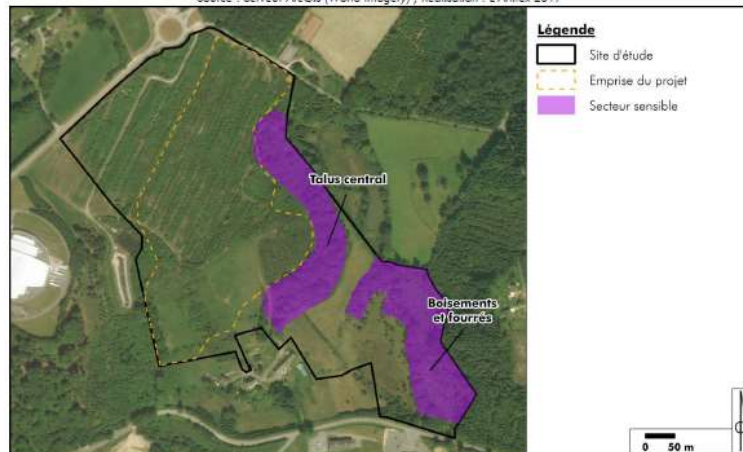 Légende
Site d'étude
Emprise du projet
Secteur sensible
Talus central
Boisements
et fourrés
0 50 m